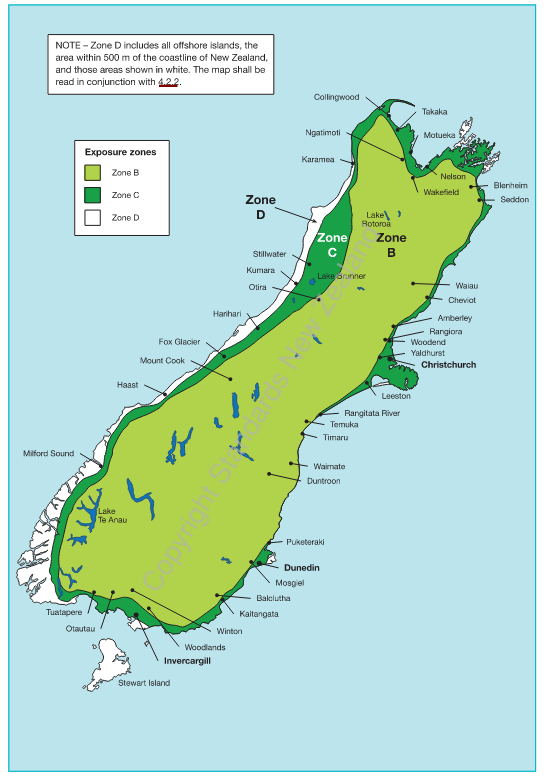 NOTE – Zone D includes all offshore islands, the
area within 500 m of the coastline of New Zealand,
and those areas shown in white. The map shall be
read in conjunction with 4.2.2.
Exposure zones
Zone B
Zone C
Zone D
Collingwood
Takaka
Ngatimoti
Motueka
Karamea
Nelson
Wakefield
Blenheim
Seddon
Zone
D
Lake
Rotoroa
Zone
C
Zone
B
Stillwater
Kumara
Lake Brunner
Otira
Waiau
Cheviot
Harihari
Amberley
Rangiora
Woodend
Yaldhurst
Christchurch
Fox Glacier
Mount Cook
Haast
Leeston
Rangitata River
Temuka
Timaru
Milford Sound
Waimate
Duntroon
Lake
Te Anau
Puketeraki
Dunedin
Mosgiel
Balclutha
Kaitangata
Tuatapere
Otautau
Winton
Woodlands
Invercargill
Stewart Island
Copyright Standards New Zealand